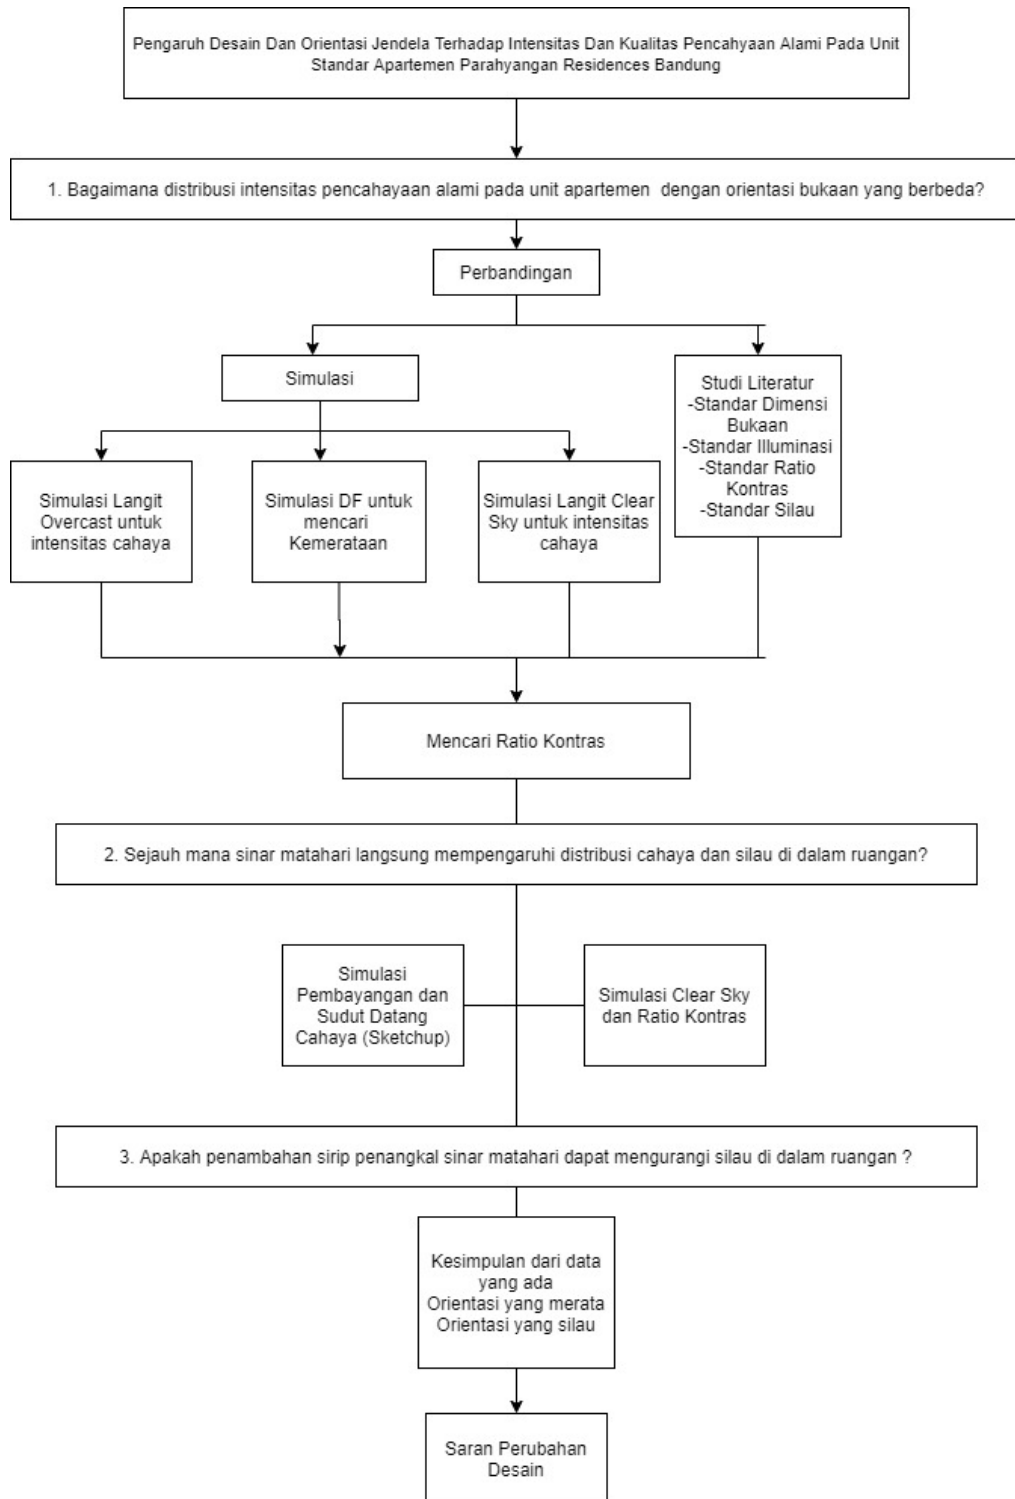 Pengaruh Desain Dan Orientasi Jendela Terhadap Intensitas Dan Kualitas Pencahyaan Alami Pada Unit
Standar Apartemen Parahyangan Residences Bandung
1. Bagaimana distribusi intensitas pencahayaan alami pada unit apartemen dengan orientasi bukaan yang berbeda?
Perbandingan
Simulasi
Studi Literatur
-Standar Dimensi
Bukaan
-Standar Illuminasi
-Standar Ratio
Kontras
-Standar Silau
Simulasi Langit
Overcast untuk
intensitas cahaya
Simulasi DF untuk
mencari
Kemerataan
Simulasi Langit Clear
Sky untuk intensitas
cahaya
Mencari Ratio Kontras
2. Sejauh mana sinar matahari langsung mempengaruhi distribusi cahaya dan silau di dalam ruangan?
Simulasi
Pembayangan dan
Sudut Datang
Cahaya (Sketchup)
Simulasi Clear Sky
dan Ratio Kontras
3. Apakah penambahan sirip penangkal sinar matahari dapat mengurangi silau di dalam ruangan ?
Kesimpulan dari data
yang ada
Orientasi yang merata
Orientasi yang silau
Saran Perubahan
Desain